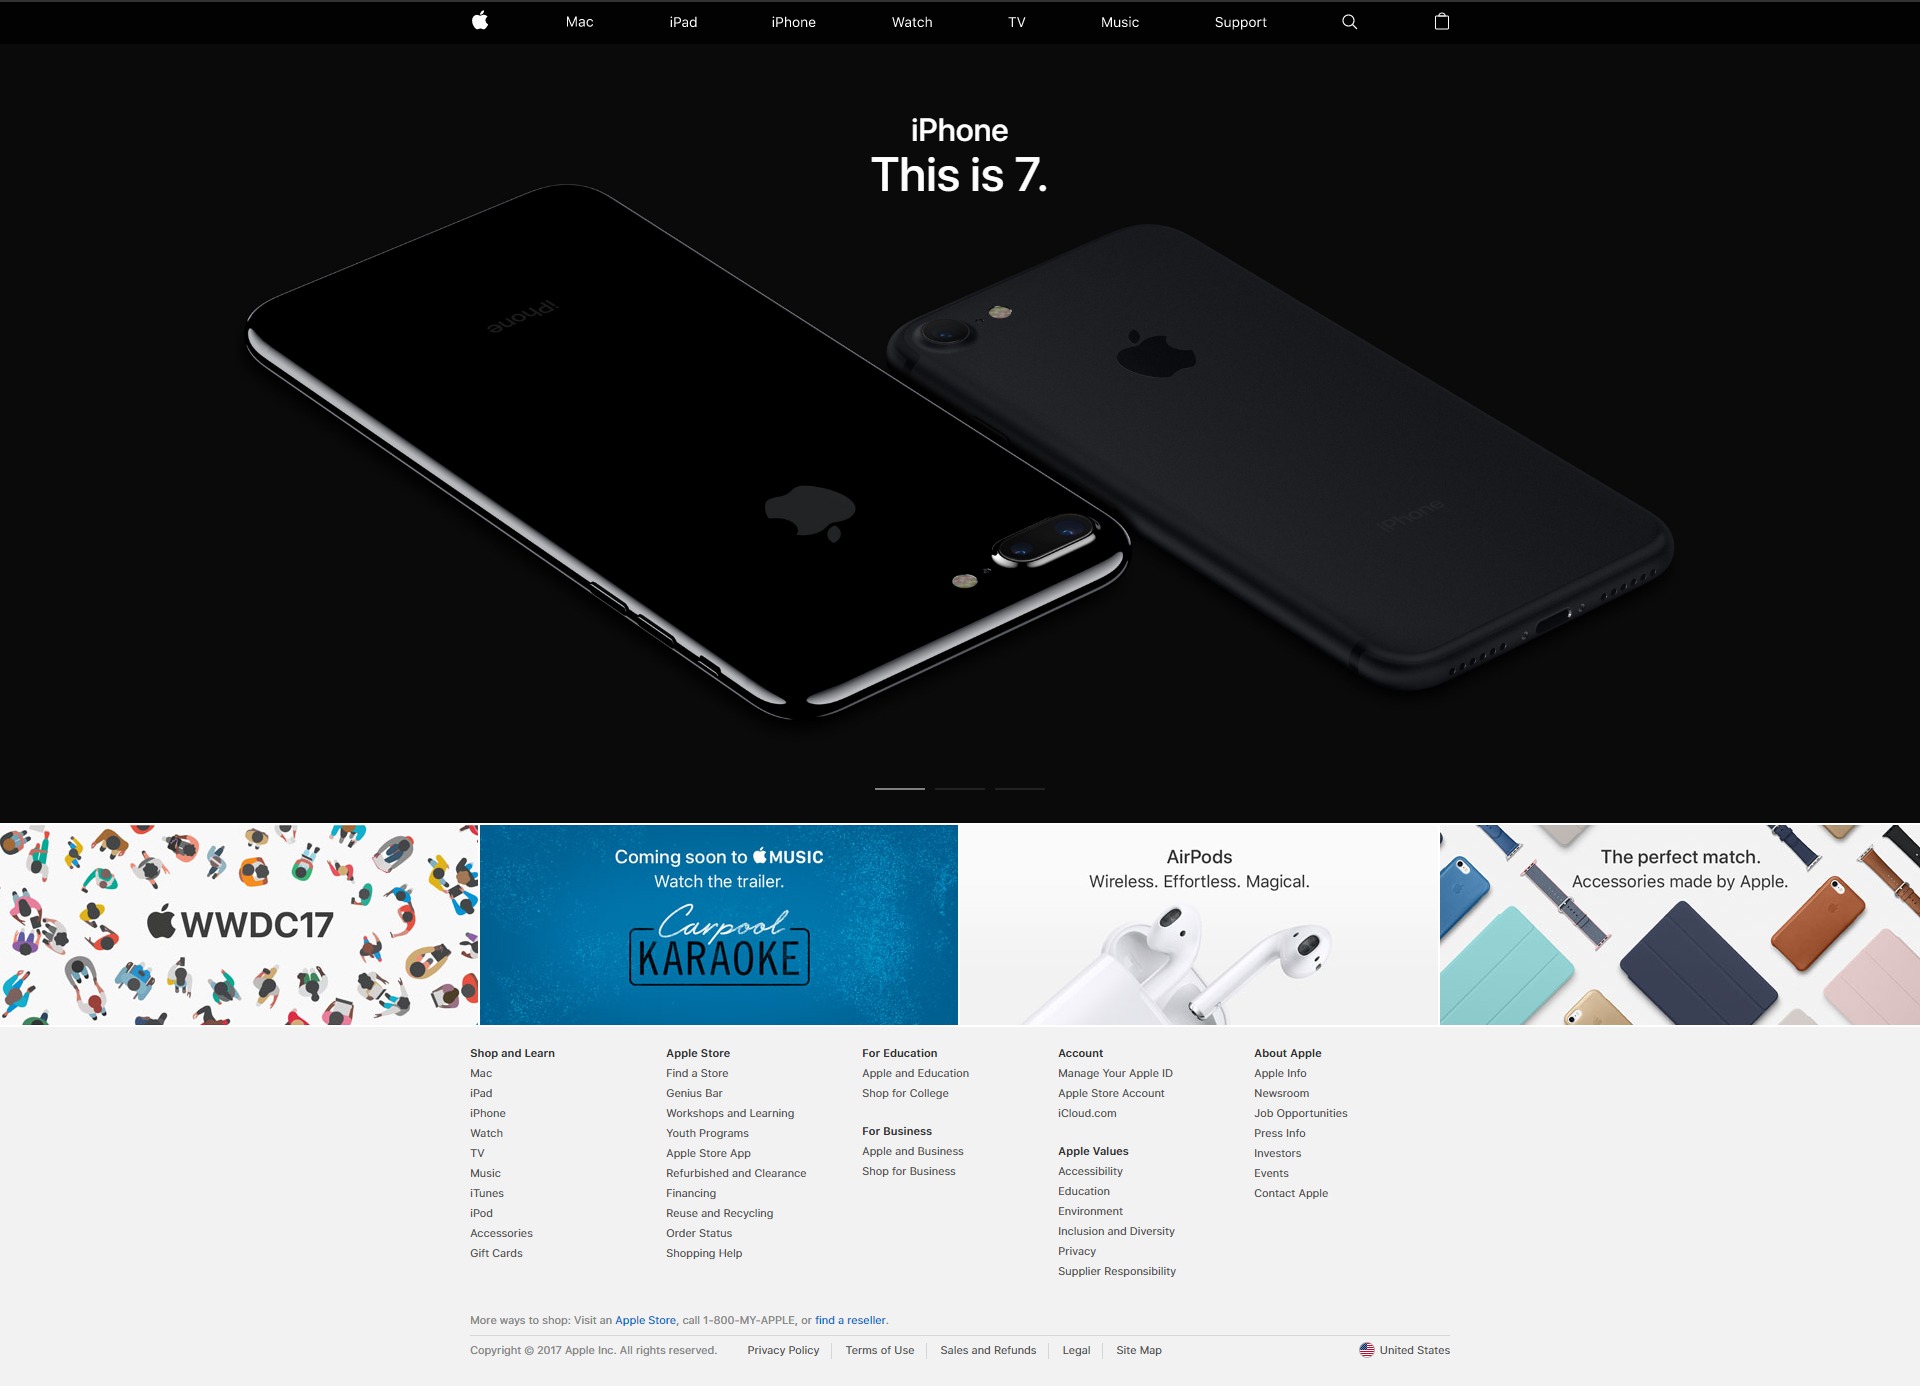 Mac iPad iPhone Watch TV Music Support
iPhone
This is 7.
iPhone
iPhone
WWDC17
Coming soon to MUSIC
Watch the trailer.
Carpool
KARAOKE
AirPods
Wireless. Effortless. Magical.
The perfect match.
Accessories made by Apple.
Shop and Learn
Mac
iPad
iPhone
Watch
TV
Music
iTunes
iPod
Accessories
Gift Cards
Apple Store
Find a Store
Genius Bar
Workshops and Learning
Youth Programs
Apple Store App
Refurbished and Clearance
Financing
Reuse and Recycling
Order Status
Shopping Help
For Education
Apple and Education
Shop for College
For Business
Apple and Business
Shop for Business
Account
Manage Your Apple ID
Apple Store Account
iCloud.com
Apple Values
Accessibility
Education
Environment
Inclusion and Diversity
Privacy
Supplier Responsibility
About Apple
Apple Info
Newsroom
Job Opportunities
Press Info
Investors
Events
Contact Apple
More ways to shop: Visit an Apple Store, call 1-800-MY-APPLE, or find a reseller.
Copyright © 2017 Apple Inc. All rights reserved. Privacy Policy Terms of Use Sales and Refunds Legal Site Map United States